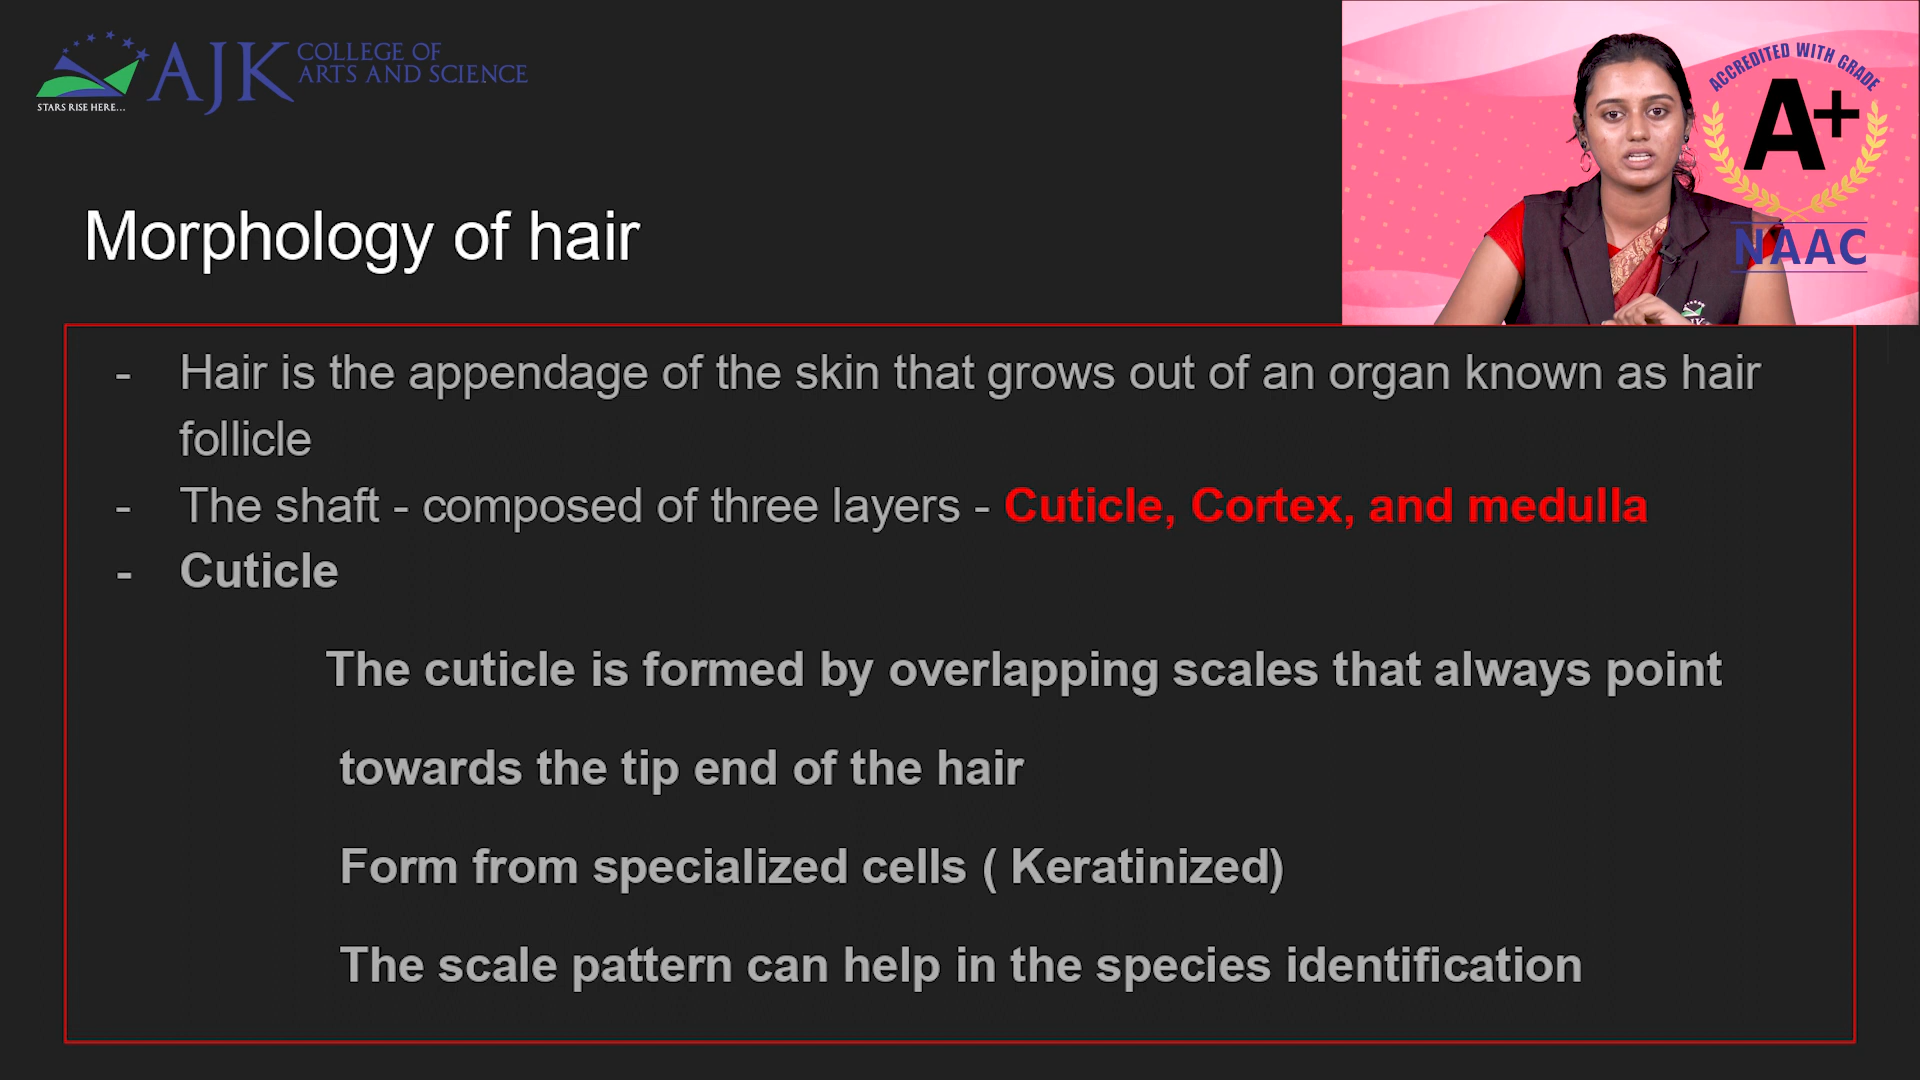 AJK COLLEGE OF
ARTS AND SCIENCE
STARS RISE HERE...
ACCREDITED WITH GRADE
A+
NAAC
Morphology of hair
- Hair is the appendage of the skin that grows out of an organ known as hair
follicle
- The shaft - composed of three layers - Cuticle, Cortex, and medulla
- Cuticle
The cuticle is formed by overlapping scales that always point
towards the tip end of the hair
Form from specialized cells ( Keratinized)
The scale pattern can help in the species identification